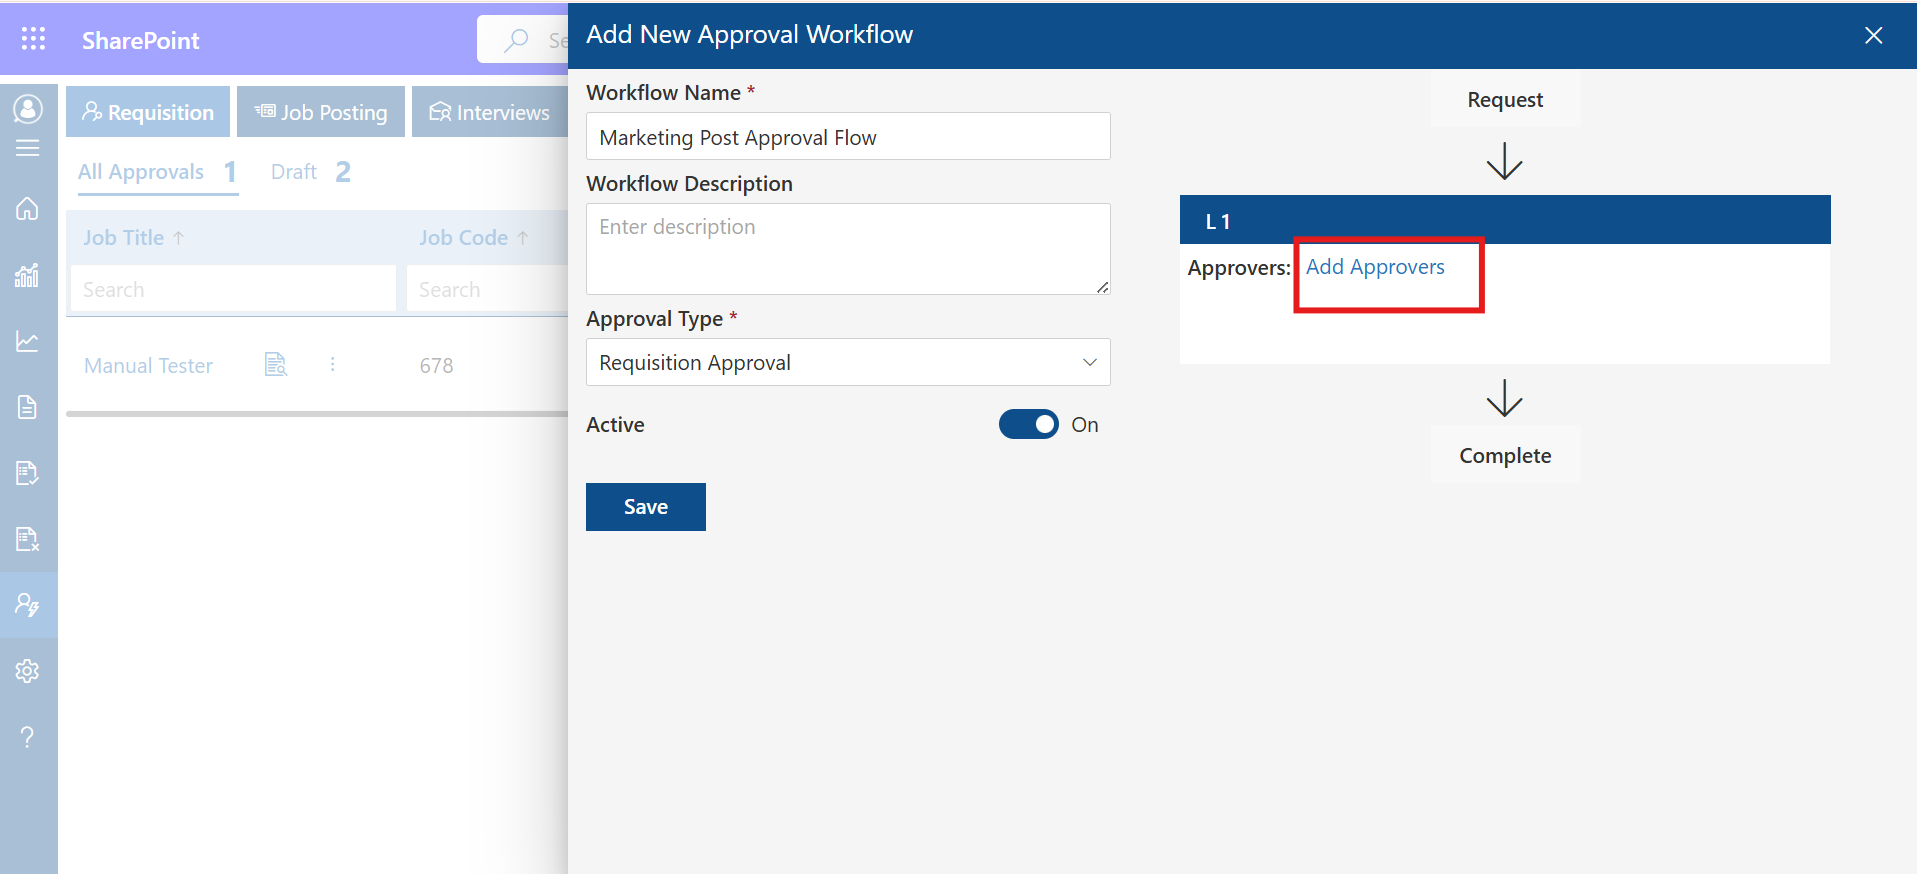 SharePoint
Se
Requisition
Job Posting
Interviews
All Approvals 1
Draft 2
Job Title
Job Code
Search
Search
Manual Tester
678
Add New Approval Workflow
Workflow Name *
Marketing Post Approval Flow
Workflow Description
Enter description
Approval Type *
Requisition Approval
Active
On
Save
Request
L 1
Approvers: Add Approvers
Complete